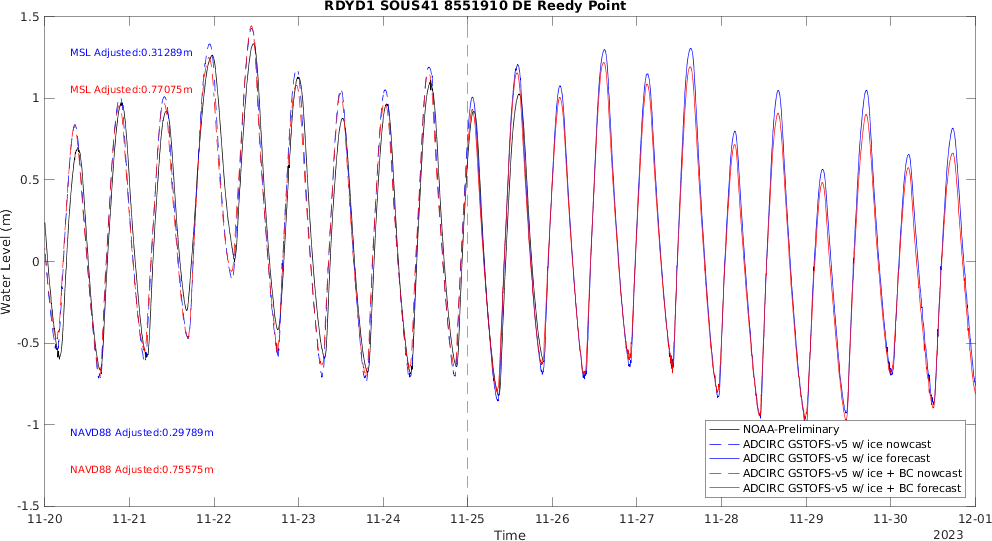 RDYD1 SOUS41 8551910 DE Reedy Point
1.5
1
0.5
0
-0.5
-1
-1.5
Water Level (m)
MSL Adjusted:0.31289m
MSL Adjusted:0.77075m
NAVD88 Adjusted:0.29789m
NAVD88 Adjusted:0.75575m
NOAA-Preliminary
ADCIRC GSTOFS-v5 w/ ice nowcast
ADCIRC GSTOFS-v5 w/ ice forecast
ADCIRC GSTOFS-v5 w/ ice + BC nowcast
ADCIRC GSTOFS-v5 w/ ice + BC forecast
11-20 11-21 11-22 11-23 11-24 11-25 11-26 11-27 11-28 11-29 11-30 12-01
Time
2023